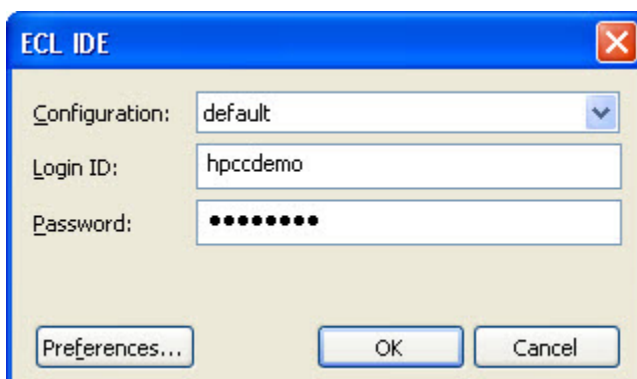 ECL IDE
Configuration: default
Login ID: hpccdemo
Password: ••••••••
Preferences... OK Cancel